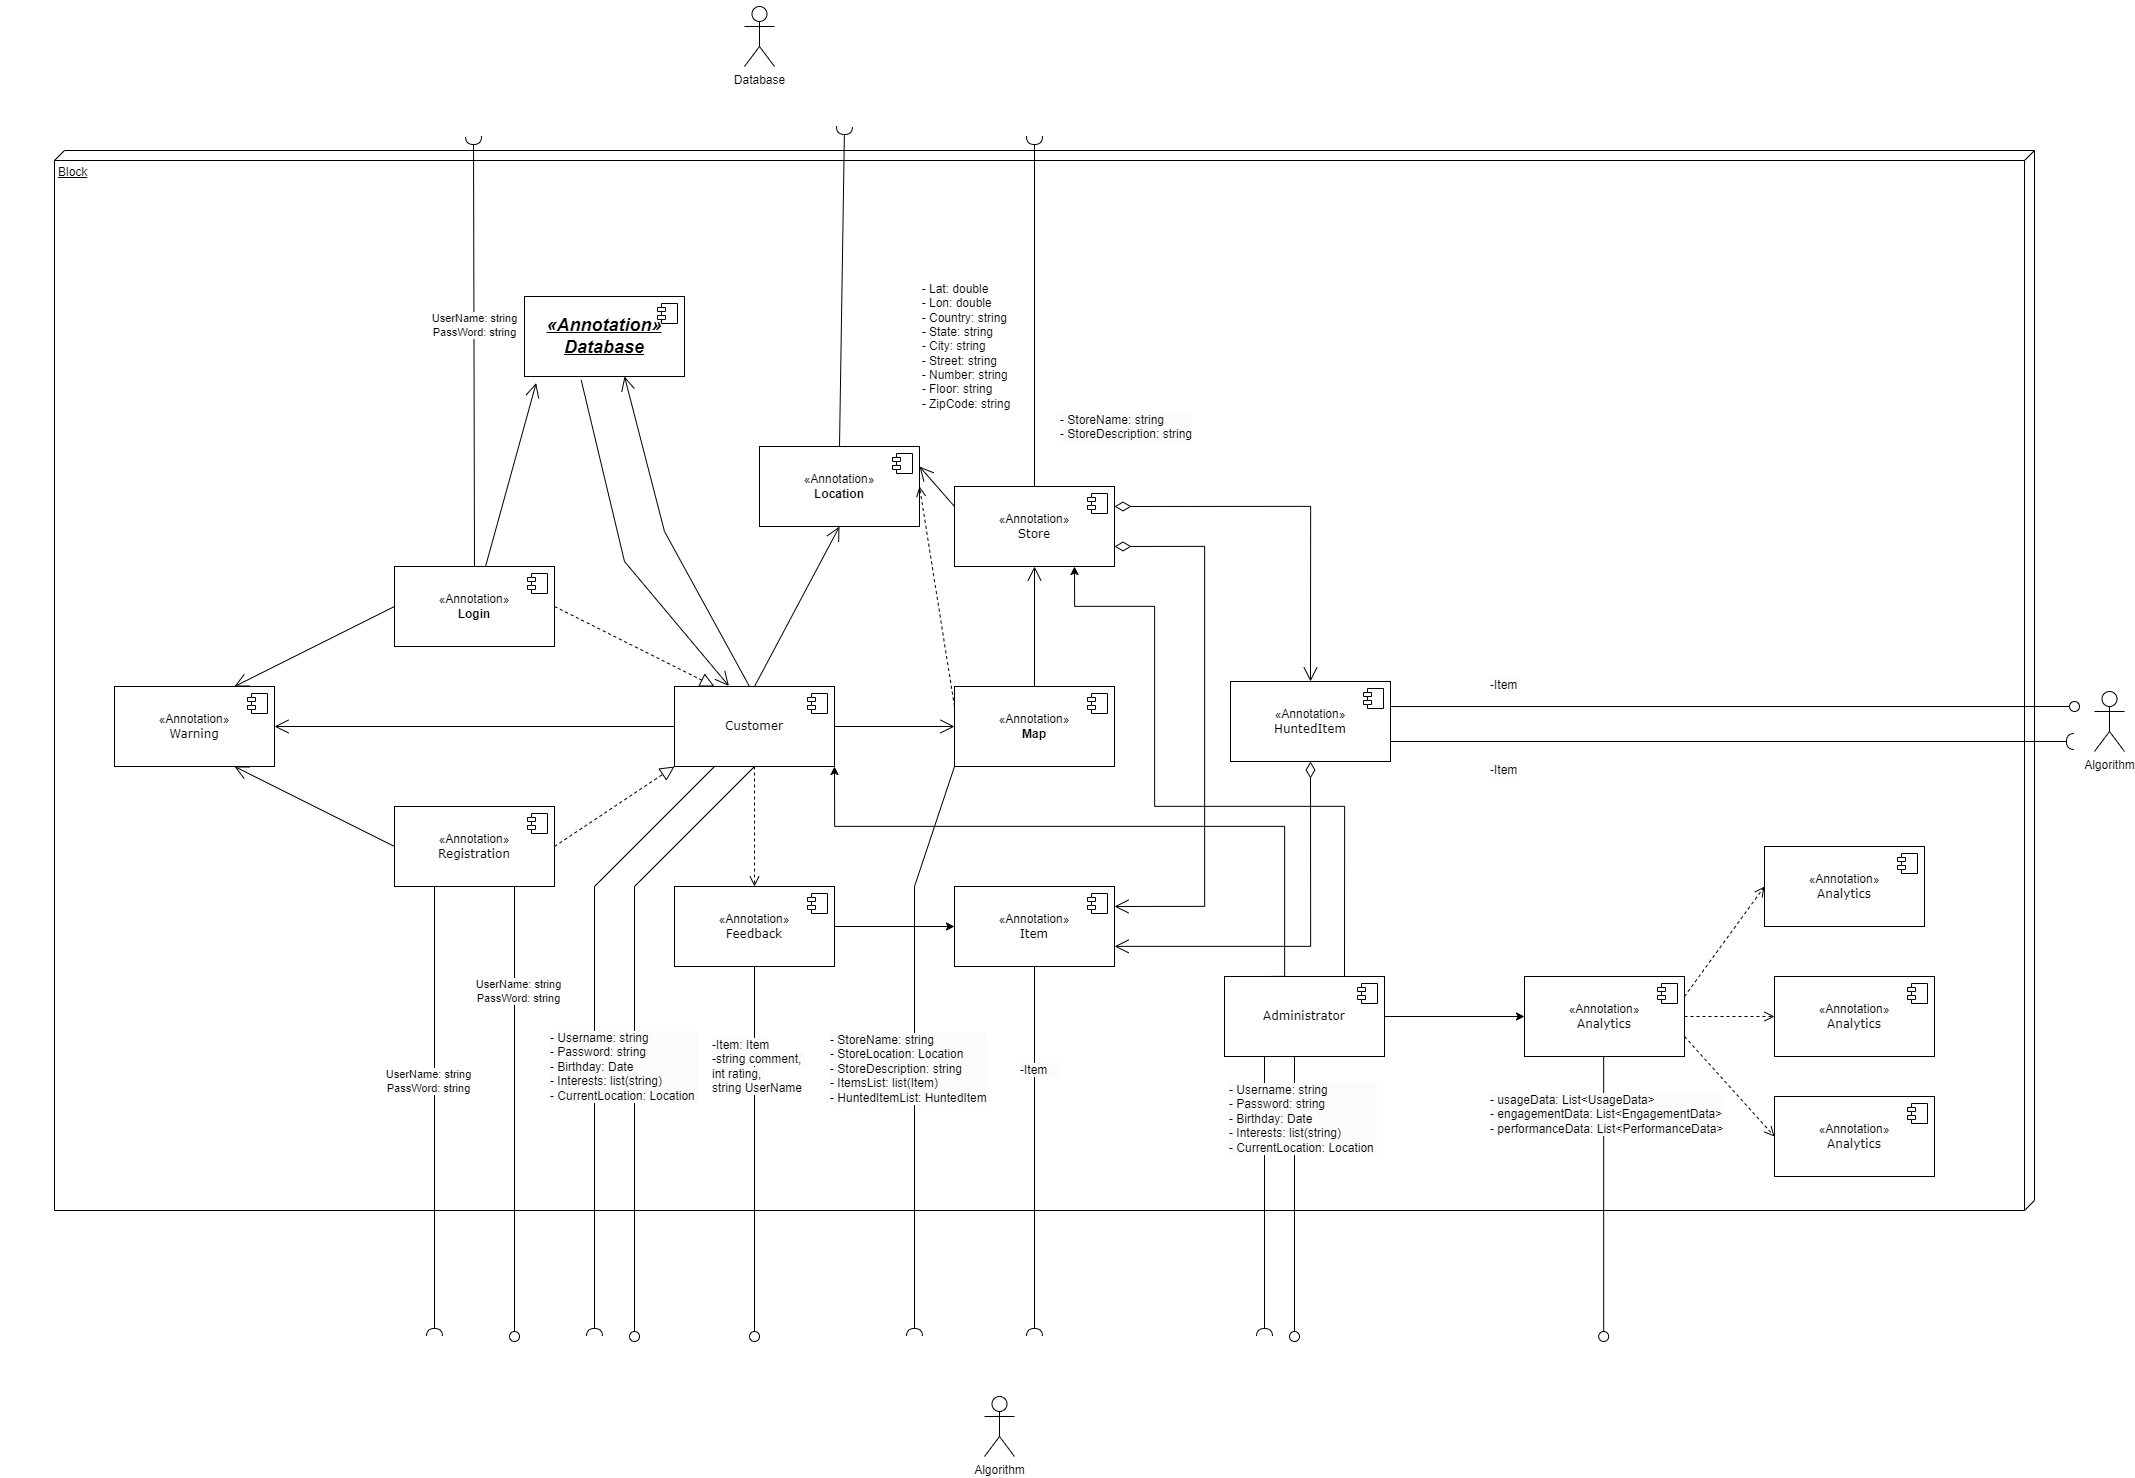 Database
Block
«Annotation»
Database
UserName: string
PassWord: string
- Lat: double
- Lon: double
- Country: string
- State: string
- City: string
- Street: string
- Number: string
- Floor: string
- ZipCode: string
- StoreName: string
- StoreDescription: string
«Annotation»
Location
«Annotation»
Store
«Annotation»
Login
«Annotation»
Warning
Customer
«Annotation»
Map
«Annotation»
HuntedItem
-Item
-Item
Algorithm
«Annotation»
Registration
«Annotation»
Feedback
«Annotation»
Item
«Annotation»
Analytics
Administrator
«Annotation»
Analytics
«Annotation»
Analytics
«Annotation»
Analytics
UserName: string
PassWord: string
UserName: string
PassWord: string
- Username: string
- Password: string
- Birthday: Date
- Interests: list(string)
- CurrentLocation: Location
-Item: Item
-string comment,
int rating,
string UserName
- StoreName: string
- StoreLocation: Location
- StoreDescription: string
- ItemsList: list(Item)
- HuntedItemList: HuntedItem
-Item
- Username: string
- Password: string
- Birthday: Date
- Interests: list(string)
- CurrentLocation: Location
- usageData: List<UsageData>
- engagementData: List<EngagementData>
- performanceData: List<PerformanceData>
Algorithm